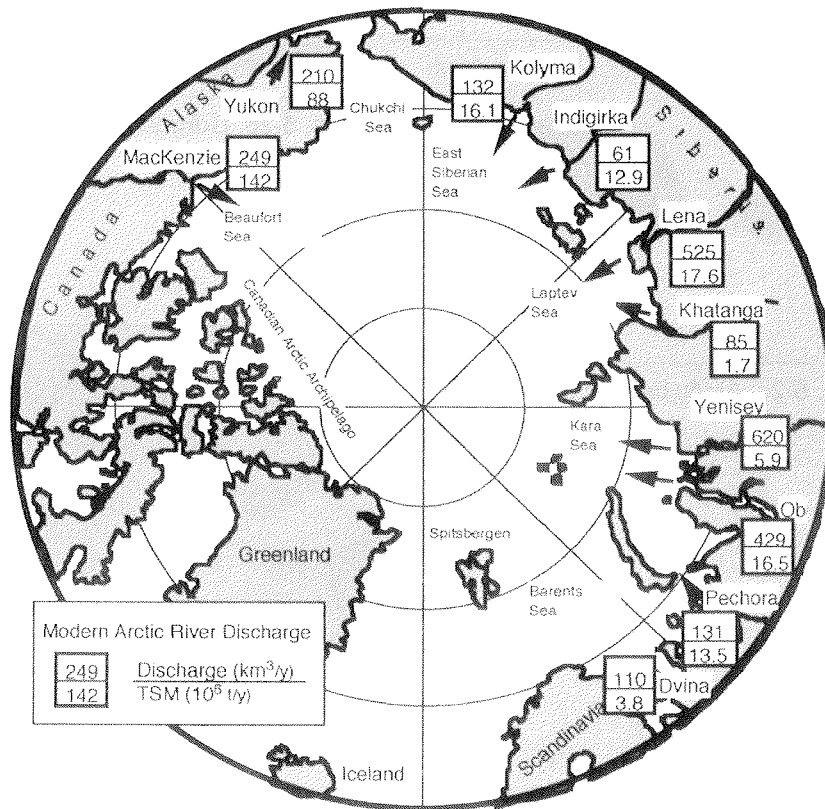 Kolyma
132
16.1
210
88
Yukon
Alaska
Chukchi
Sea
Indigirka
61
12.9
Siberia
MacKenzie
249
142
East
Siberian
Sea
Beaufort
Sea
Canada
Lena
525
17.6
Laptev
Sea
Khatanga
85
1.7
Canadian Arctic Archipelago
Yenisey
620
5.9
Kara
Sea
Ob
429
16.5
Spitsbergen
Greenland
Barents
Sea
Pechora
131
13.5
110
3.8
Dvina
Scandinavia
Iceland
Modern Arctic River Discharge
249
142
Discharge (km³/y)
TSM (10⁶ t/y)